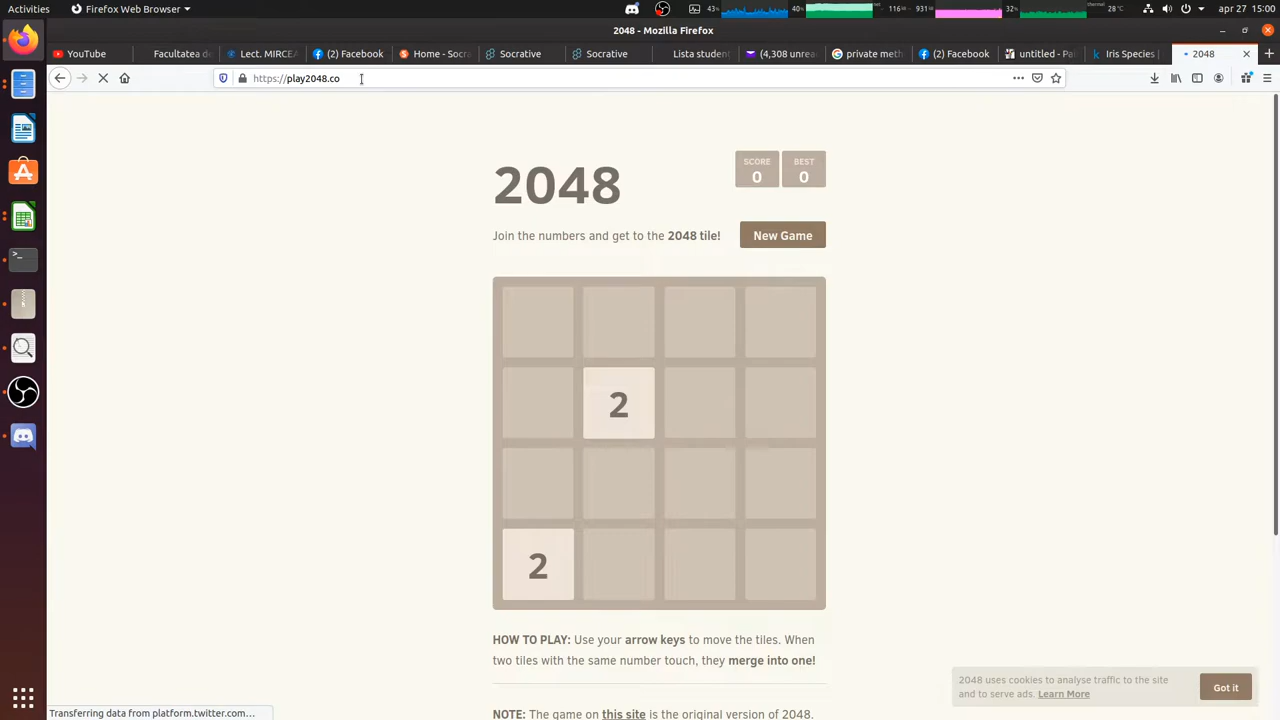 Activities
Firefox Web Browser
43%
40%
32%
28°C
apr 27 15:00
2048 - Mozilla Firefox
YouTube
Facultatea de
Lect. MIRCEA
(2) Facebook
Home - Socra
Socrative
Socrative
Lista student
(4,308 unrea
private meth
(2) Facebook
untitled - Pa
Iris Species |
2048
https://play2048.co
2048
SCORE
0
BEST
0
Join the numbers and get to the 2048 tile!
New Game
2
2
HOW TO PLAY: Use your arrow keys to move the tiles. When
two tiles with the same number touch, they merge into one!
2048 uses cookies to analyse traffic to the site
and to serve ads. Learn More
Got it
NOTE: The game on this site is the original version of 2048.
Transferring data from platform.twitter.com...